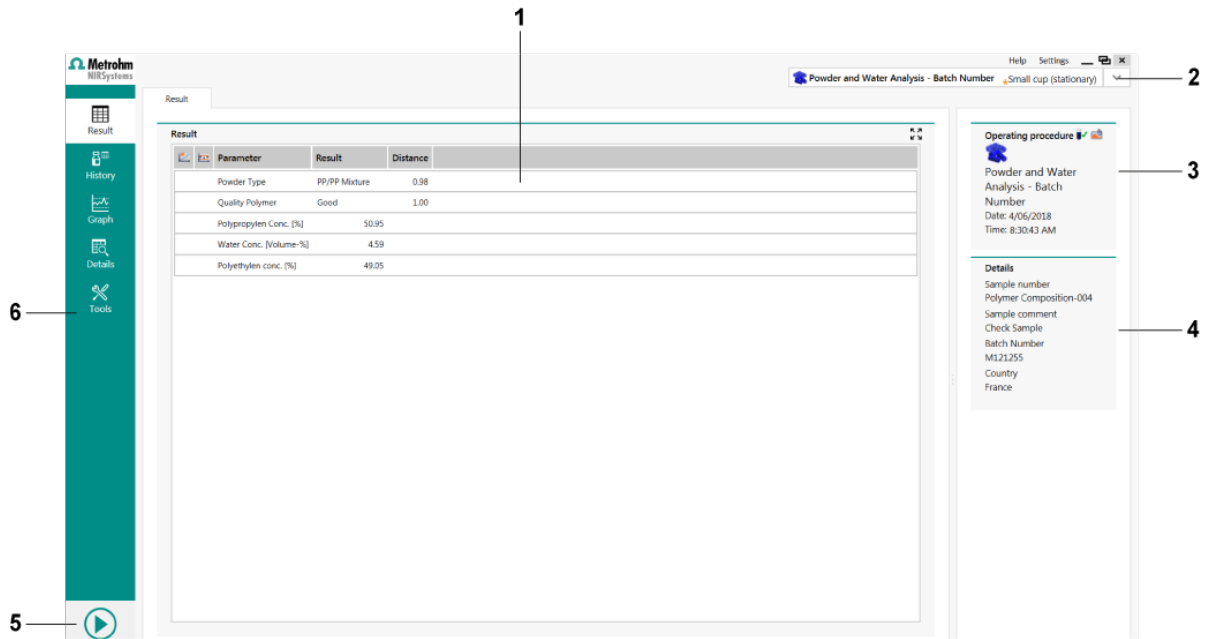 1
Metrohm
NIRSystems
Help Settings
Powder and Water Analysis - Batch Number *Small cup (stationary)
2
Result
Result
Result
Operating procedure
Parameter Result Distance
History
Powder and Water
Analysis - Batch
Number
3
Powder Type PP/PP Mixture 0.98
Quality Polymer Good 1.00
Date: 4/06/2018
Graph
Polypropylen Conc. [%] 50.95
Time: 8:30:43 AM
Water Conc. [Volume-%] 4.59
Details
Polyethylen conc. [%] 49.05
Details
Sample number
Polymer Composition-004
Tools
6
Sample comment
Check Sample
4
Batch Number
M121255
Country
France
5